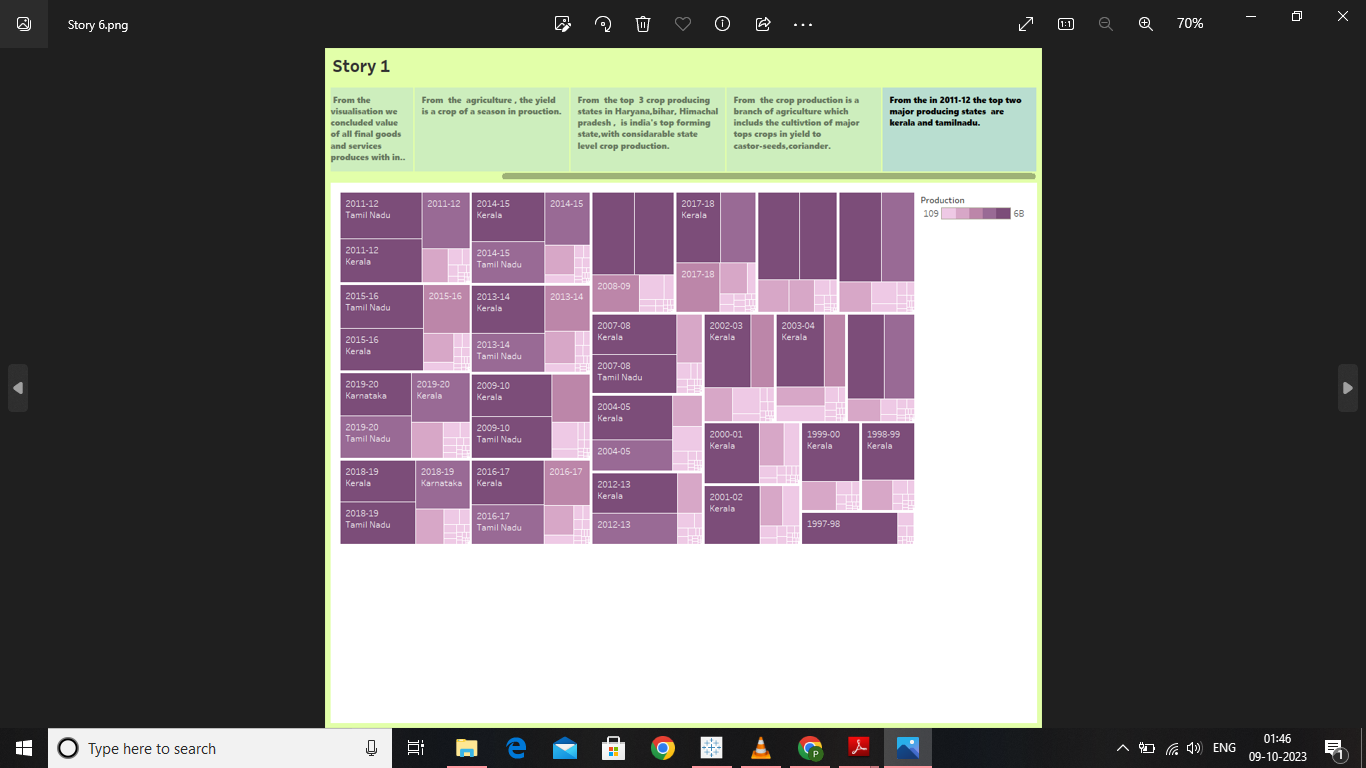 Story 6.png
70%
Story 1
From the
visualisation we
concluded value
of all final goods
and services
produces with in..
From the agriculture , the yield
is a crop of a season in prouction.
From the top 3 crop producing
states in Haryana,bihar, Himachal
pradesh , is india's top forming
state,with considarable state
level crop production.
From the crop production is a
branch of agriculture which
include the cultivtion of major
tops crops in yield to
castor-seeds,coriander.
From the in 2011-12 the top two
major producing states are
kerala and tamilnadu.
2011-12
Tamil Nadu
2011-12
2011-12
Kerala
2015-16
Tamil Nadu
2015-16
2015-16
Kerala
2019-20
Karnataka
2019-20
Kerala
2019-20
Tamil Nadu
2018-19
Kerala
2018-19
Karnataka
2018-19
Tamil Nadu
2014-15
Kerala
2014-15
2014-15
Tamil Nadu
2013-14
Kerala
2013-14
2013-14
Tamil Nadu
2009-10
Kerala
2009-10
Tamil Nadu
2016-17
Kerala
2016-17
2016-17
Tamil Nadu
2008-09
2017-18
Kerala
2017-18
2007-08
Kerala
2007-08
Tamil Nadu
2004-05
Kerala
2004-05
2012-13
Kerala
2012-13
2002-03
Kerala
2003-04
Kerala
2000-01
Kerala
2001-02
Kerala
1999-00
Kerala
1998-99
Kerala
1997-98
Production
109 6B
Type here to search
ENG
01:46
09-10-2023